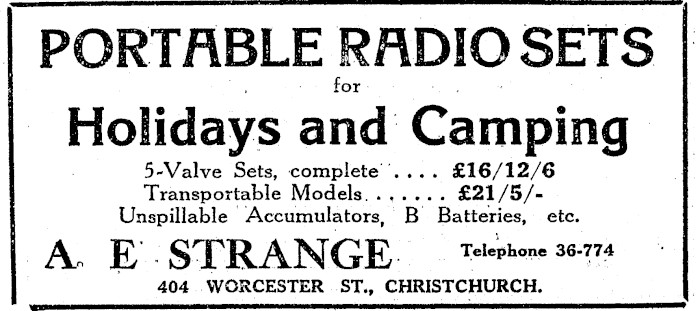 PORTABLE RADIO SETS
for
Holidays and Camping
5-Valve Sets, complete .... £16/12/6
Transportable Models....... £21/5/-
Unspillable Accumulators, B Batteries, etc.
A. E STRANGE Telephone 36-774
404 WORCESTER ST., CHRISTCHURCH.